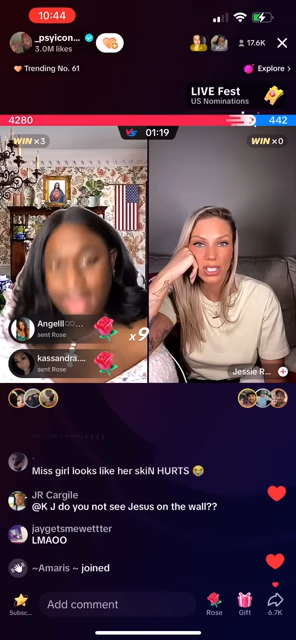 10:44
_psyicon...
3.0M likes
17.6K
Trending No. 61
Explore >
LIVE Fest
US Nominations
4280
442
WIN ×3
VS 01:19
WIN ×0
Angelll
sent Rose
x9
kassandra....
sent Rose
Jessie R...
Miss girl looks like her skiN HURTS 😭
JR Cargile
@K J do you not see Jesus on the wall??
jaygetsmewettter
LMAOO
~Amaris ~ joined
Subsc...
Add comment
Rose
Gift
6.7K